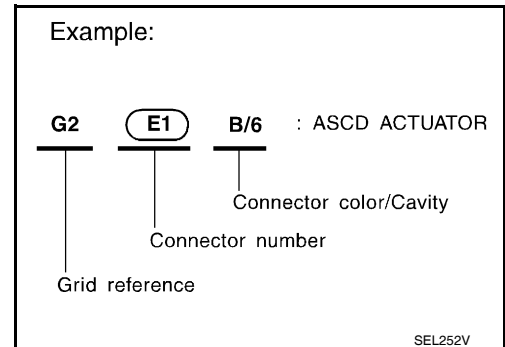 Example:
G2 E1 B/6 : ASCD ACTUATOR
Connector color/Cavity
Connector number
Grid reference
SEL252V